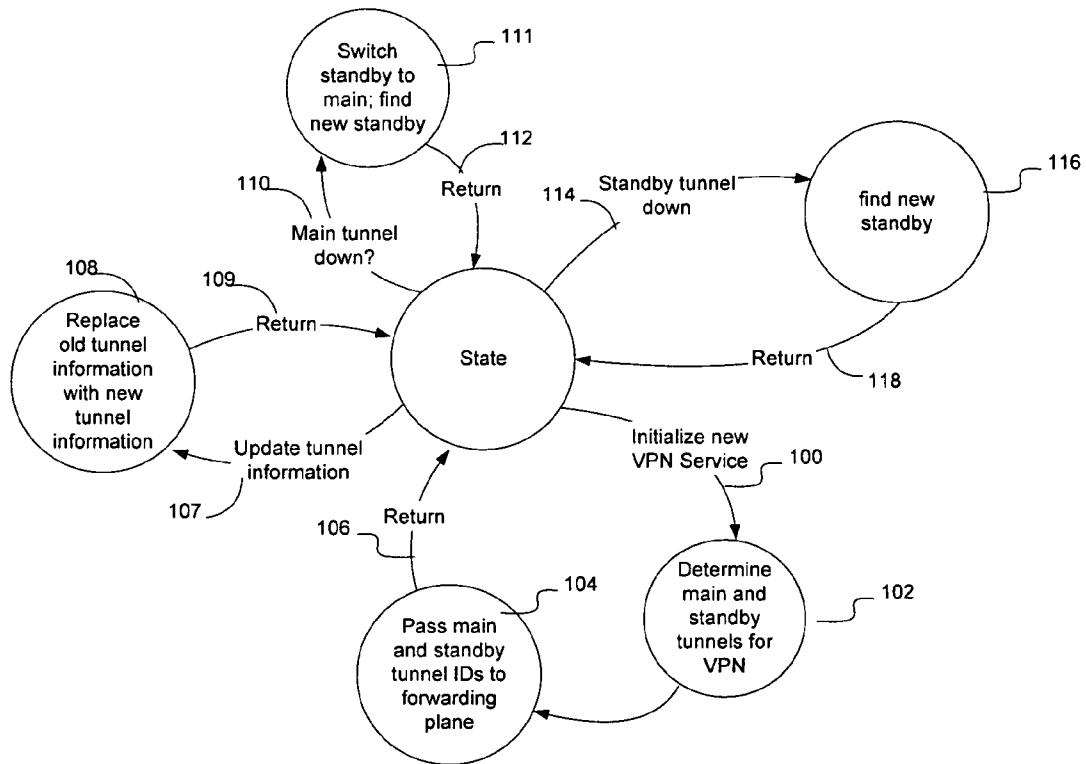 111
Switch
standby to
main; find
new standby
112
116
110
Return
Standby tunnel
down
114
find new
standby
Main tunnel
down?
108
109
Replace
old tunnel
information
with new
tunnel
information
Return
State
Return
118
Update tunnel
information
107
Initialize new
VPN Service
100
106
Return
104
Pass main
and standby
tunnel IDs to
forwarding
plane
Determine
main and
standby
tunnels for
VPN
102